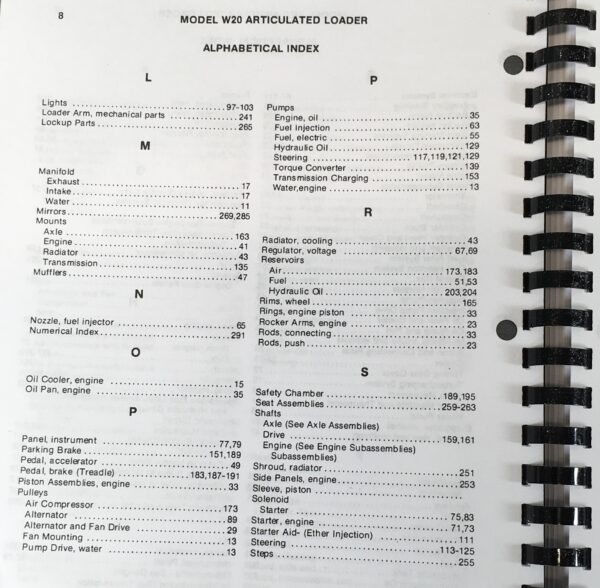 8
MODEL W20 ARTICULATED LOADER
ALPHABETICAL INDEX
L
Lights .......... 97-103
Loader Arm, mechanical parts .......... 241
Lockup Parts .......... 265
M
Manifold
Exhaust .......... 17
Intake .......... 17
Water .......... 11
Mirrors .......... 269,285
Mounts
Axle .......... 163
Engine .......... 41
Radiator .......... 43
Transmission .......... 135
Mufflers .......... 47
N
Nozzle, fuel injector .......... 65
Numerical Index .......... 291
O
Oil Cooler, engine .......... 15
Oil Pan, engine .......... 35
P
Panel, instrument .......... 77,79
Parking Brake .......... 151,189
Pedal, accelerator .......... 49
Pedal, brake (Treadle) .......... 183,187-191
Piston Assemblies, engine .......... 33
Pulleys
Air Compressor .......... 173
Alternator .......... 89
Alternator and Fan Drive .......... 29
Fan Mounting .......... 13
Pump Drive, water .......... 13
P
Pumps
Engine, oil .......... 35
Fuel Injection .......... 63
Fuel, electric .......... 55
Hydraulic Oil .......... 129
Steering .......... 117,119,121,129
Torque Converter .......... 139
Transmission Charging .......... 153
Water,engine .......... 13
R
Radiator, cooling .......... 43
Regulator, voltage .......... 67,69
Reservoirs
Air .......... 173,183
Fuel .......... 51,53
Hydraulic Oil .......... 203,204
Rims, wheel .......... 165
Rings, engine piston .......... 33
Rocker Arms, engine .......... 23
Rods, connecting .......... 33
Rods, push .......... 23
S
Safety Chamber .......... 189,195
Seat Assemblies .......... 259-263
Shafts
Axle (See Axle Assemblies)
Drive .......... 159,161
Engine (See Engine Subassemblies)
Subassemblies)
Shroud, radiator .......... 251
Side Panels, engine .......... 253
Sleeve, piston ..........
Solenoid
Starter .......... 75,83
Starter, engine .......... 71,73
Starter Aid- (Ether Injection) .......... 111
Steering .......... 113-125
Steps .......... 255